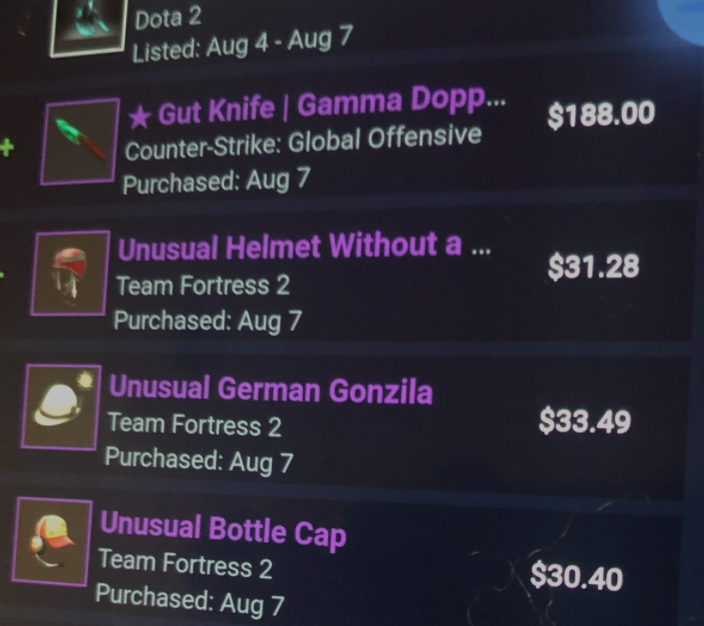 Dota 2
Listed: Aug 4 - Aug 7
+
★ Gut Knife | Gamma Dopp...
$188.00
Counter-Strike: Global Offensive
Purchased: Aug 7
Unusual Helmet Without a ...
$31.28
Team Fortress 2
Purchased: Aug 7
Unusual German Gonzila
$33.49
Team Fortress 2
Purchased: Aug 7
Unusual Bottle Cap
$30.40
Team Fortress 2
Purchased: Aug 7